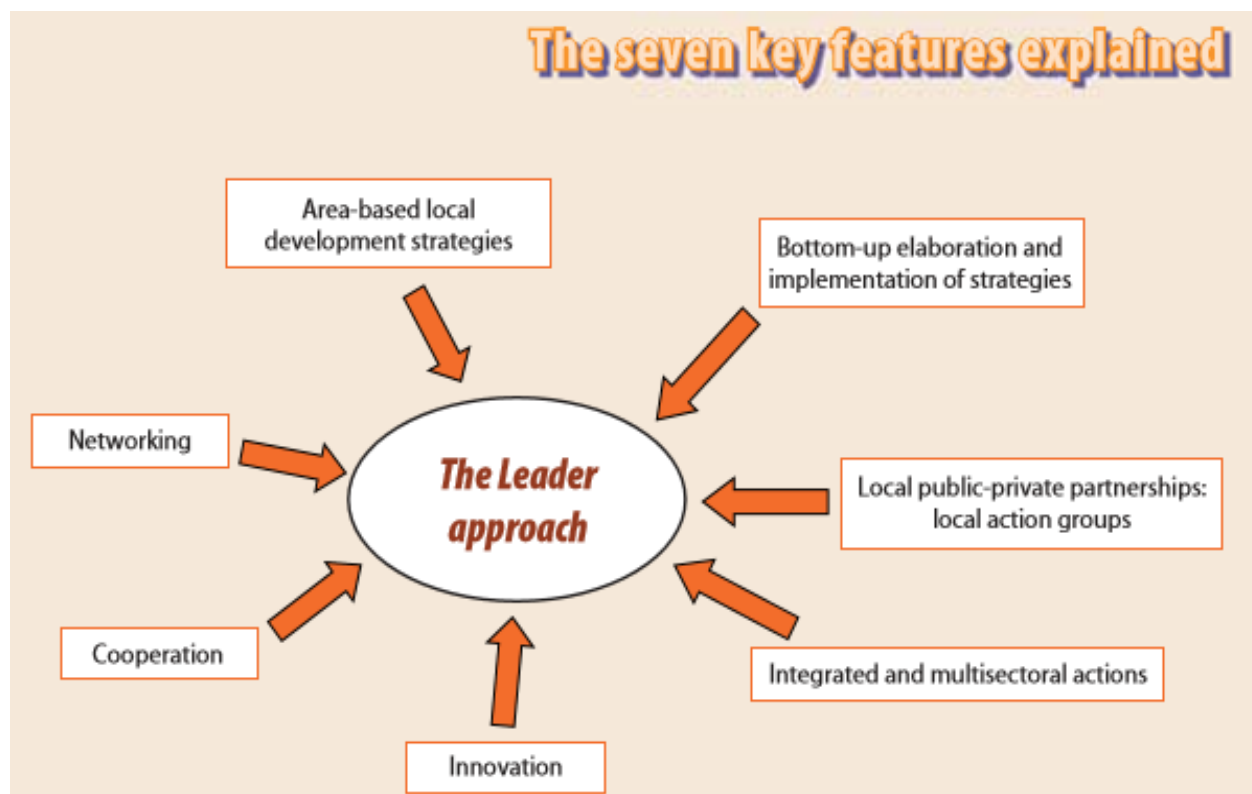 The seven key features explained
Area-based local
development strategies
Bottom-up elaboration and
implementation of strategies
Networking
The Leader
approach
Local public-private partnerships:
local action groups
Cooperation
Integrated and multisectoral actions
Innovation